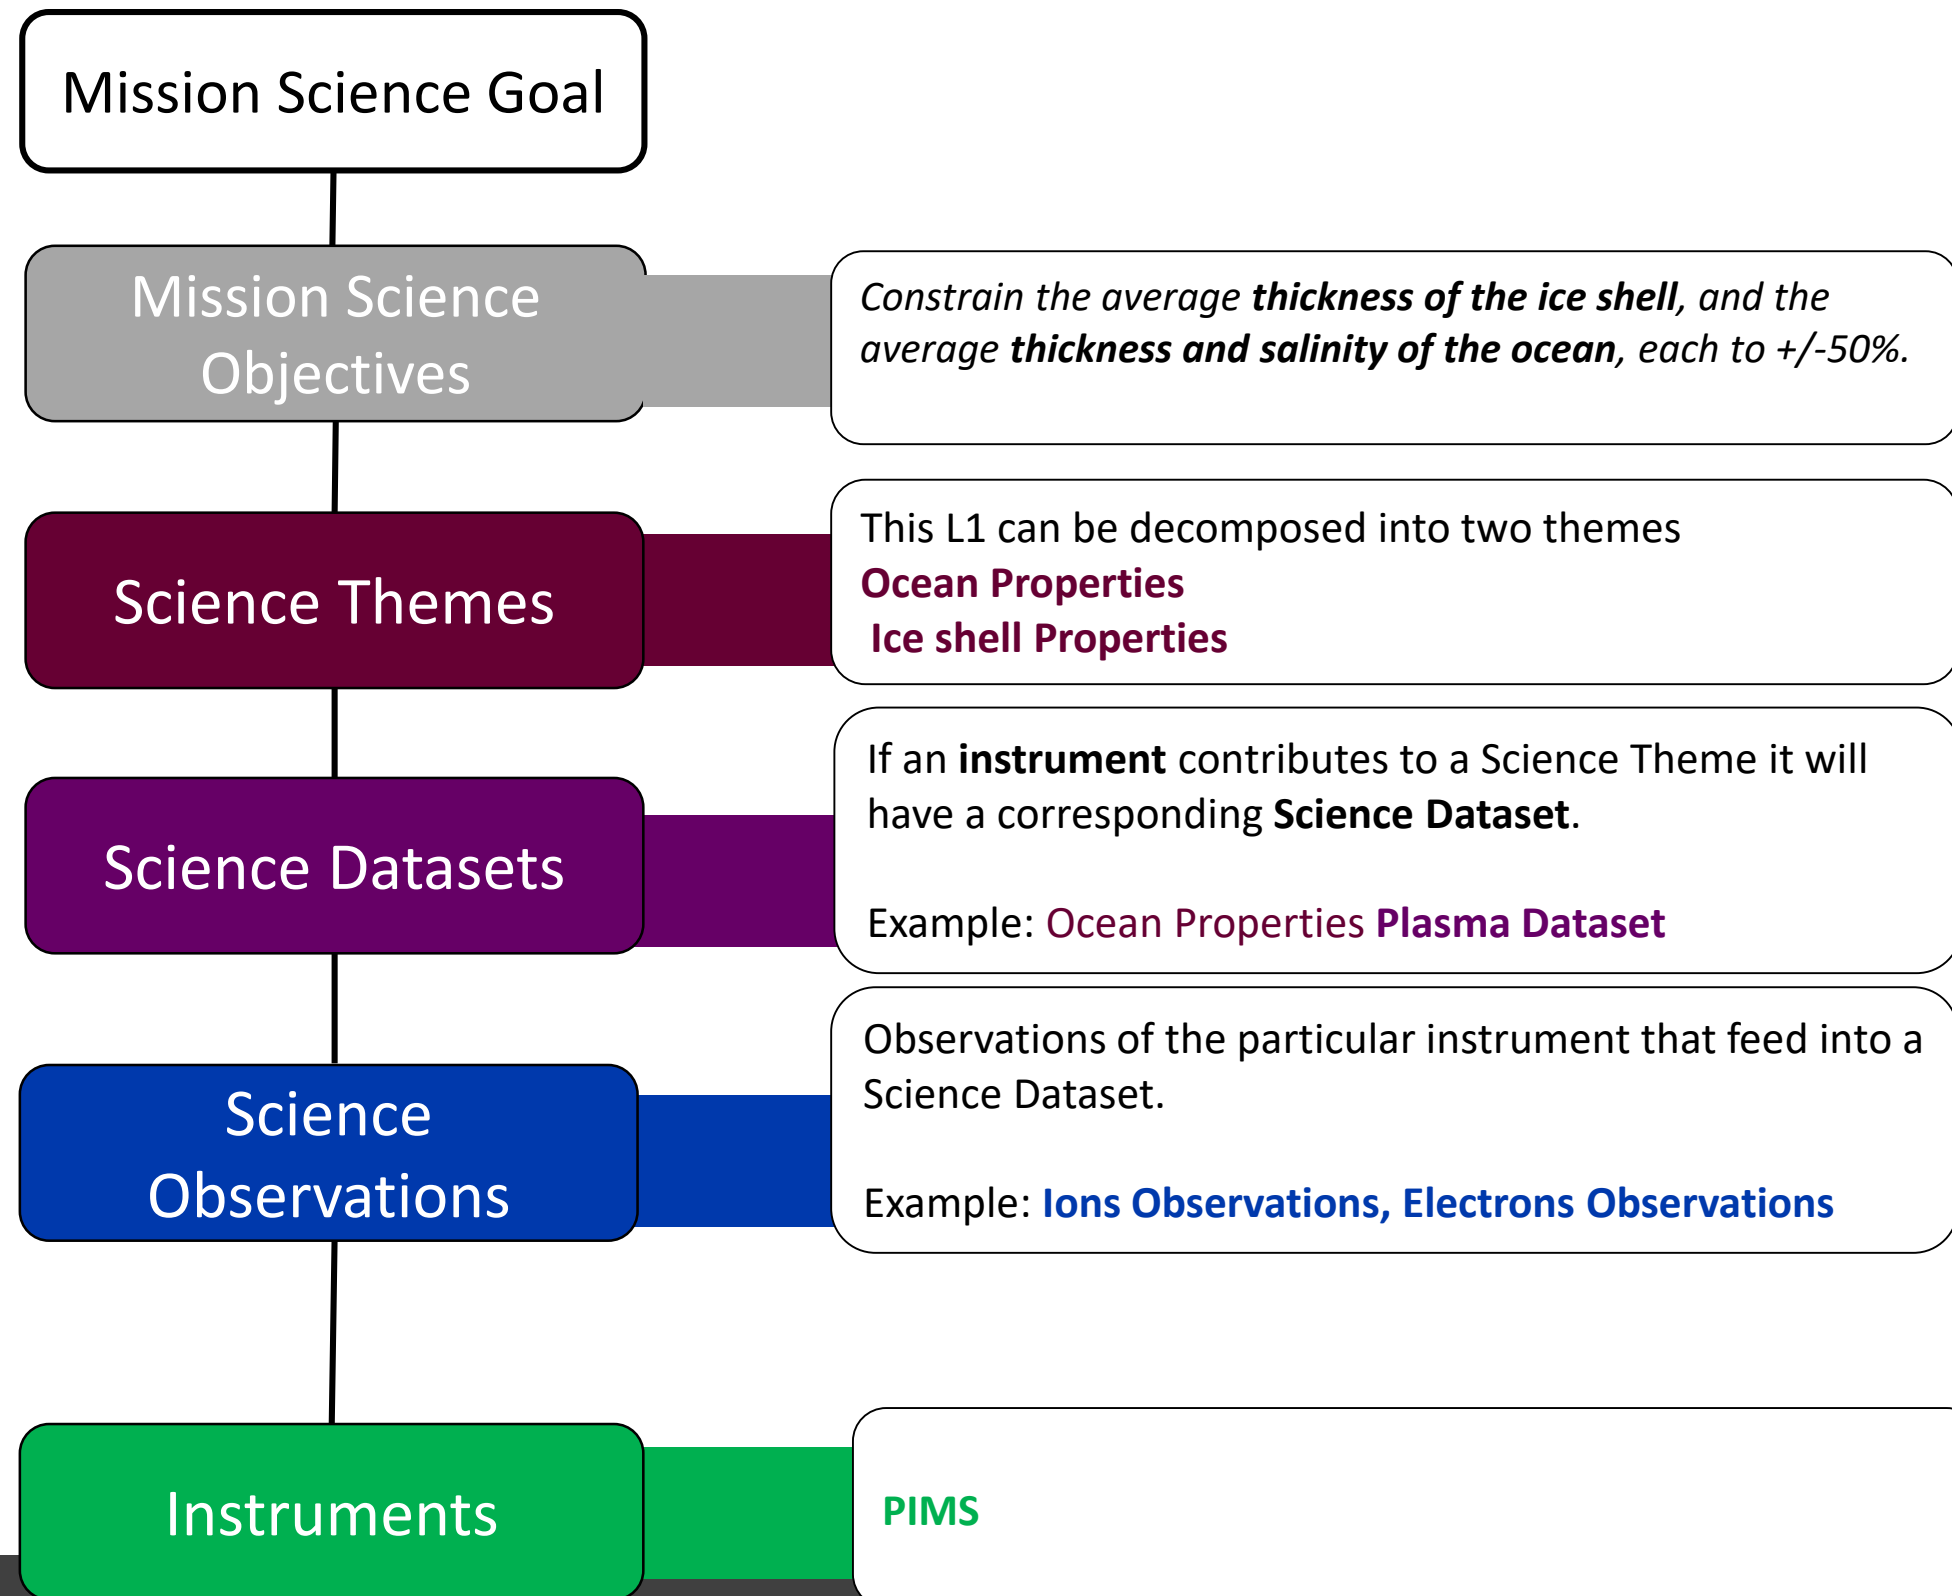 Mission Science Goal
Mission Science
Objectives
Constrain the average thickness of the ice shell, and the
average thickness and salinity of the ocean, each to +/-50%.
Science Themes
This L1 can be decomposed into two themes
Ocean Properties
Ice shell Properties
Science Datasets
If an instrument contributes to a Science Theme it will
have a corresponding Science Dataset.
Example: Ocean Properties Plasma Dataset
Science
Observations
Observations of the particular instrument that feed into a
Science Dataset.
Example: Ions Observations, Electrons Observations
Instruments
PIMS